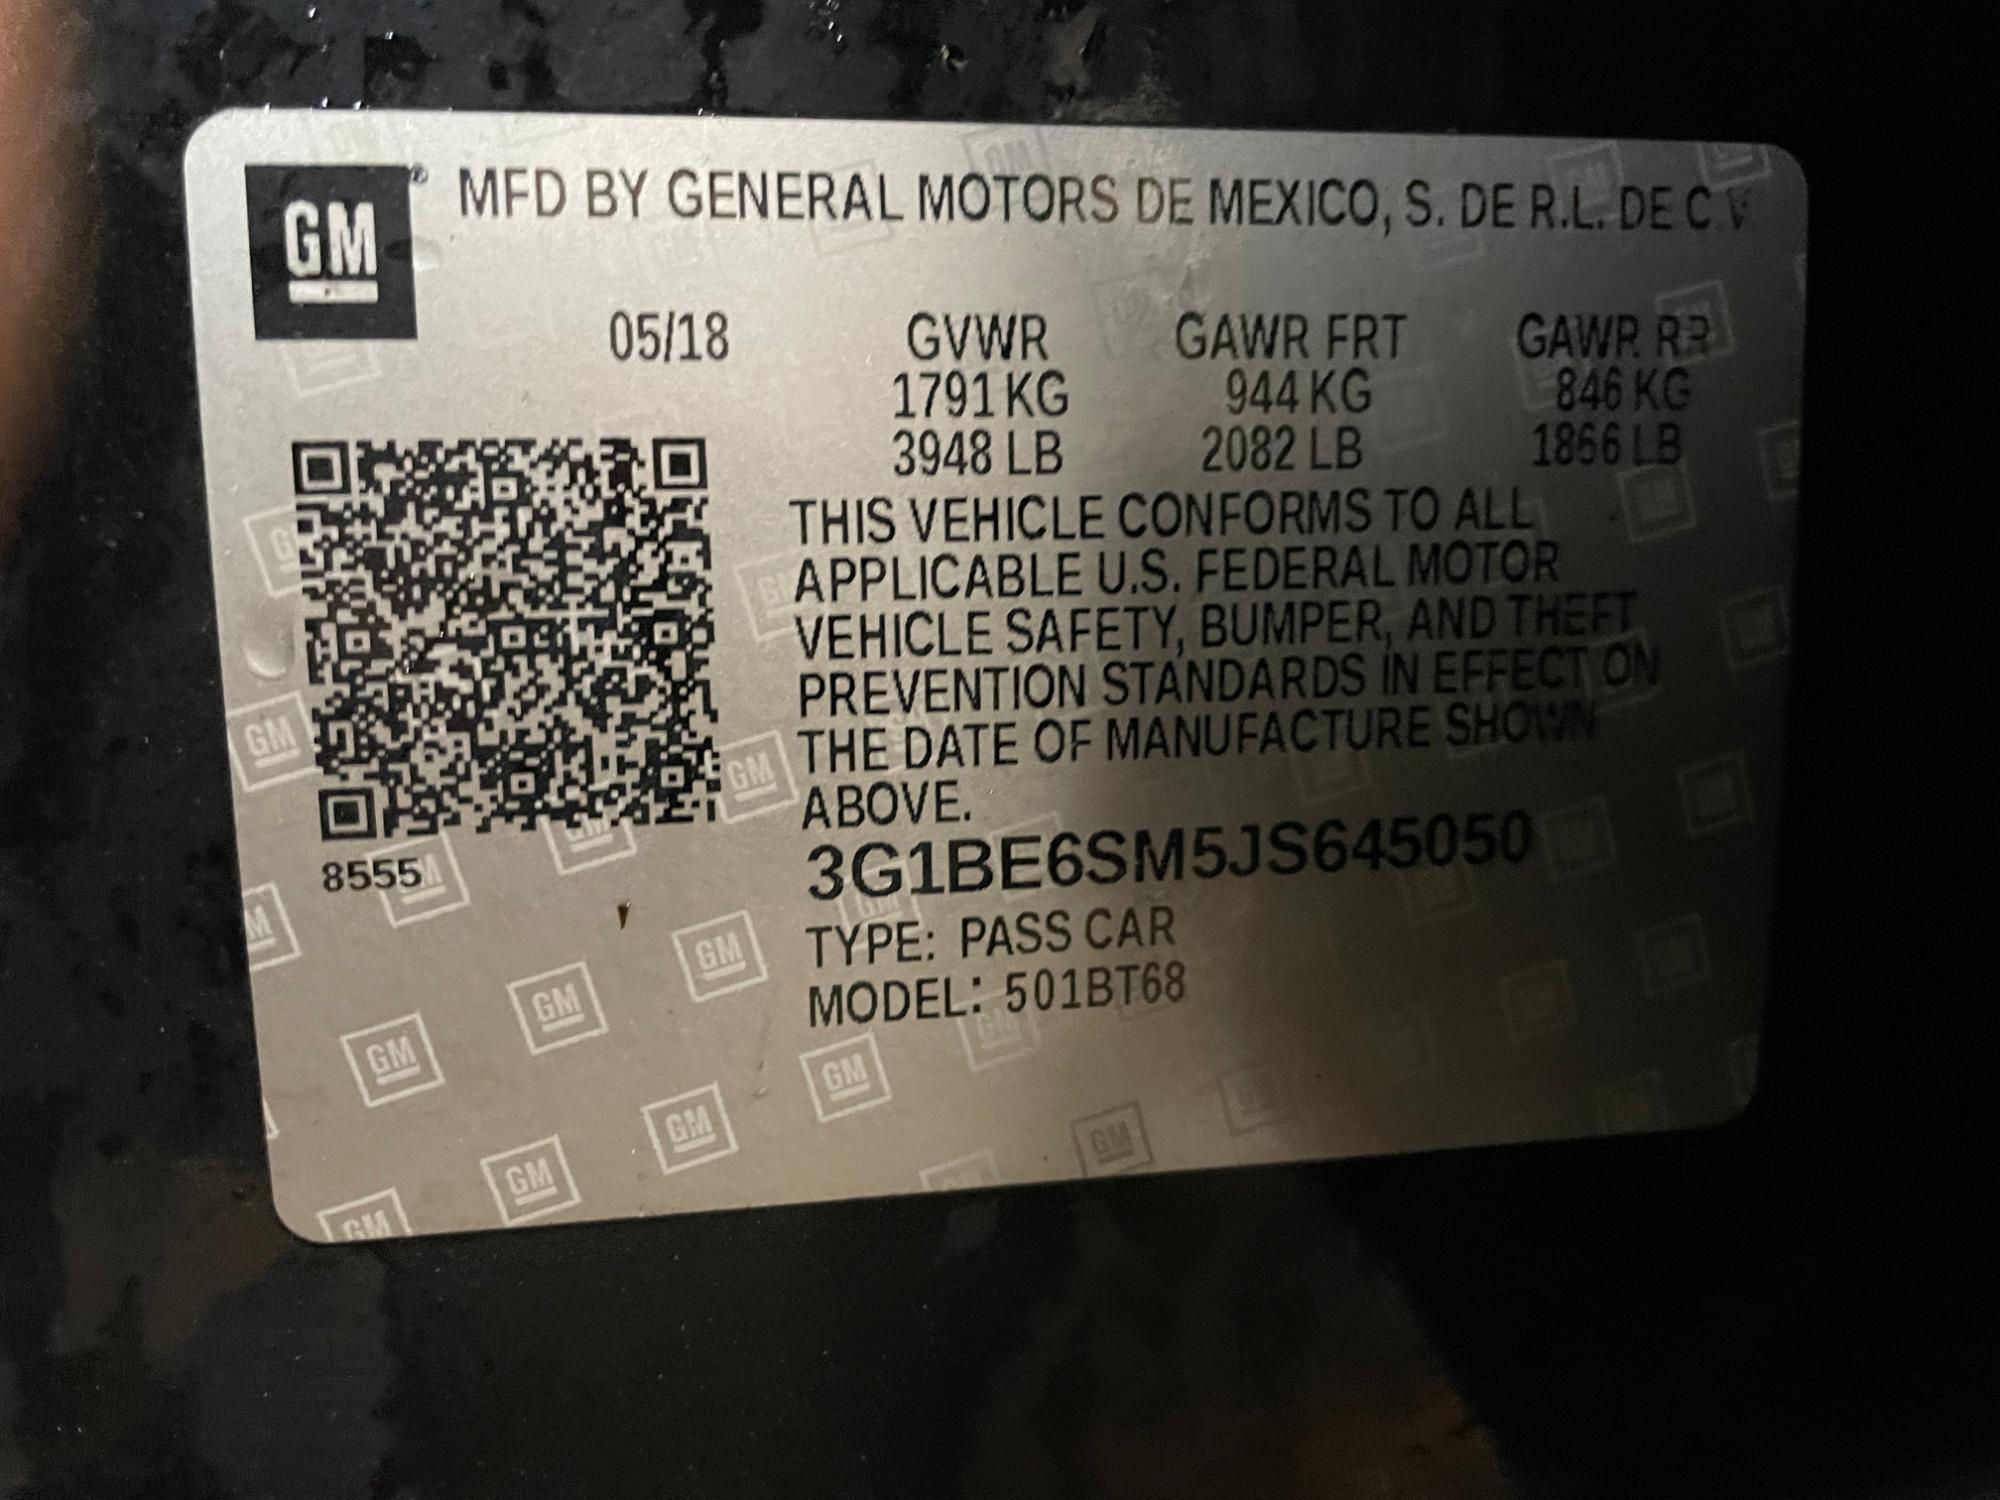 GM® MFD BY GENERAL MOTORS DE MEXICO, S. DE R.L. DE C V
05/18 GVWR GAWR FRT GAWR RR
1791 KG 944 KG 846 KG
3948 LB 2082 LB 1866 LB
THIS VEHICLE CONFORMS TO ALL
APPLICABLE U.S. FEDERAL MOTOR
VEHICLE SAFETY, BUMPER, AND THEFT
PREVENTION STANDARDS IN EFFECT ON
THE DATE OF MANUFACTURE SHOWN
ABOVE.
8555
3G1BE6SM5JS645050
TYPE: PASS CAR
MODEL: 501BT68